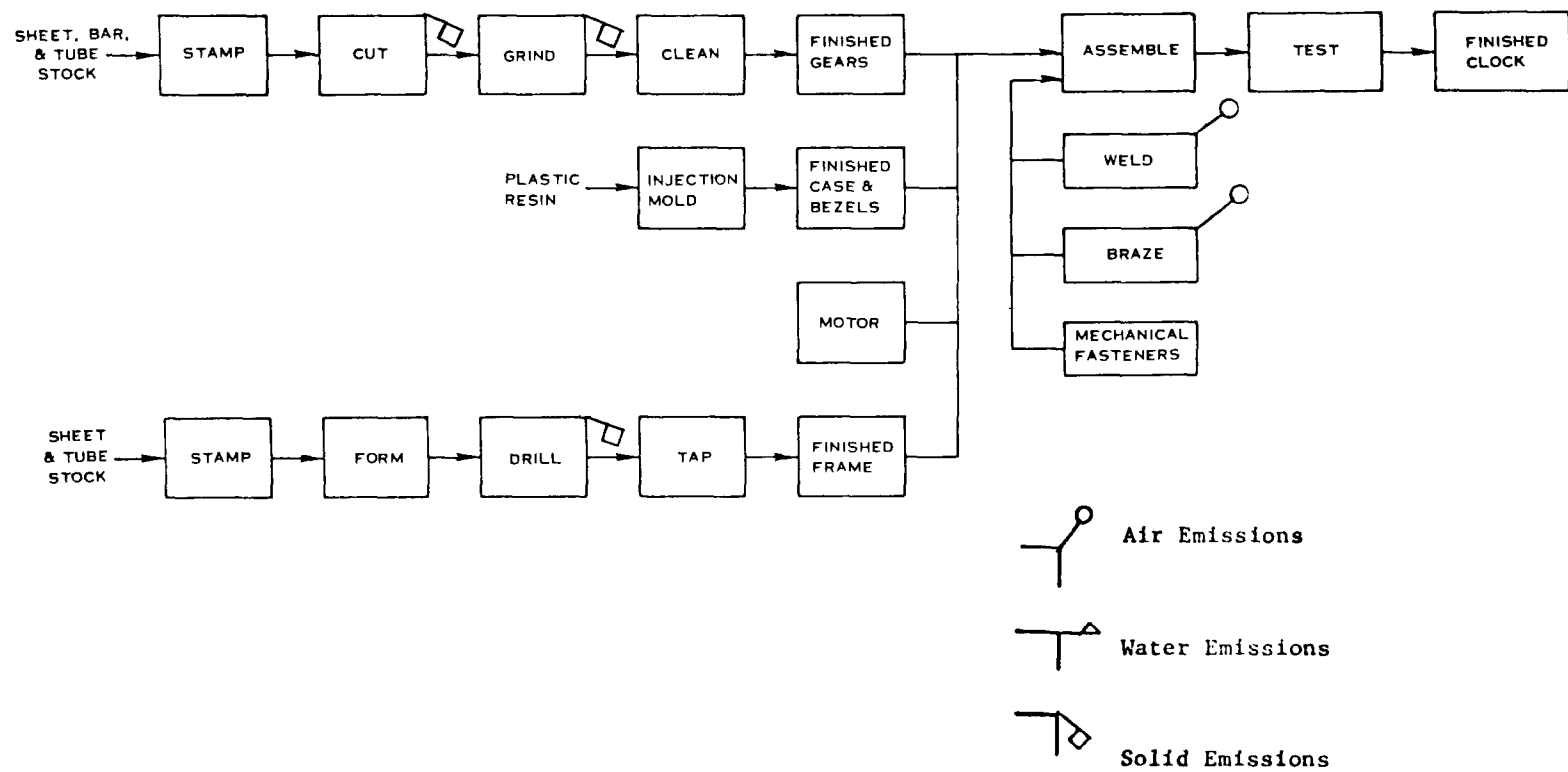 SHEET, BAR,
& TUBE
STOCK
STAMP
CUT
GRIND
CLEAN
FINISHED
GEARS
ASSEMBLE
TEST
FINISHED
CLOCK
PLASTIC
RESIN
INJECTION
MOLD
FINISHED
CASE &
BEZELS
WELD
BRAZE
MOTOR
MECHANICAL
FASTENERS
SHEET
& TUBE
STOCK
STAMP
FORM
DRILL
TAP
FINISHED
FRAME
Air Emissions
Water Emissions
Solid Emissions